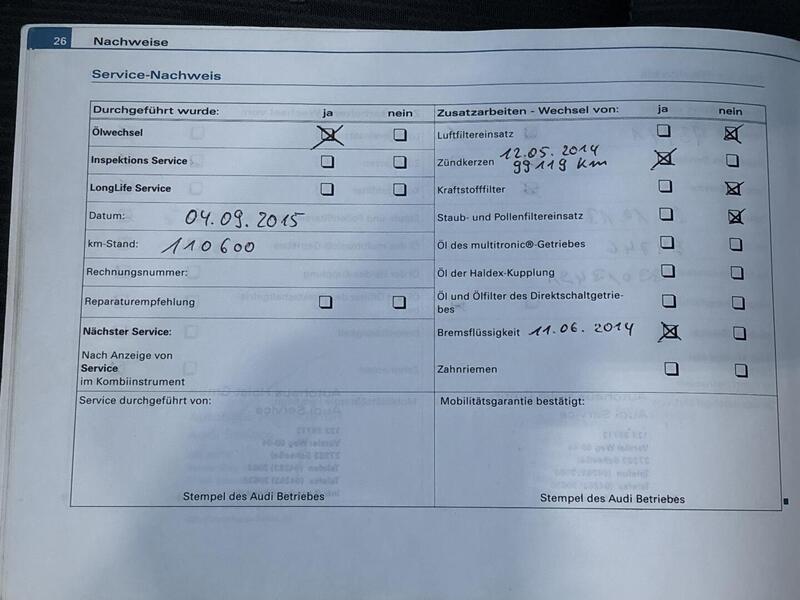 26 Nachweise
Service-Nachweis
Durchgeführt wurde: ja nein
Ölwechsel
Inspektions Service
LongLife Service
Datum: 04.09.2015
km-Stand: 110600
Rechnungsnummer:
Reparaturempfehlung
Nächster Service:
Nach Anzeige von
Service
im Kombiinstrument
Service durchgeführt von:
Stempel des Audi Betriebes
Zusatzarbeiten - Wechsel von: ja nein
Luftfiltereinsatz
12.05.2014
Zündkerzen 99119 Km
Kraftstofffilter
Staub- und Pollenfiltereinsatz
Öl des multitronic®-Getriebes
Öl der Haldex-Kupplung
Öl und Ölfilter des Direktschaltgetrie-
bes
Bremsflüssigkeit 11.06.2014
Zahnriemen
Mobilitätsgarantie bestätigt:
Stempel des Audi Betriebes